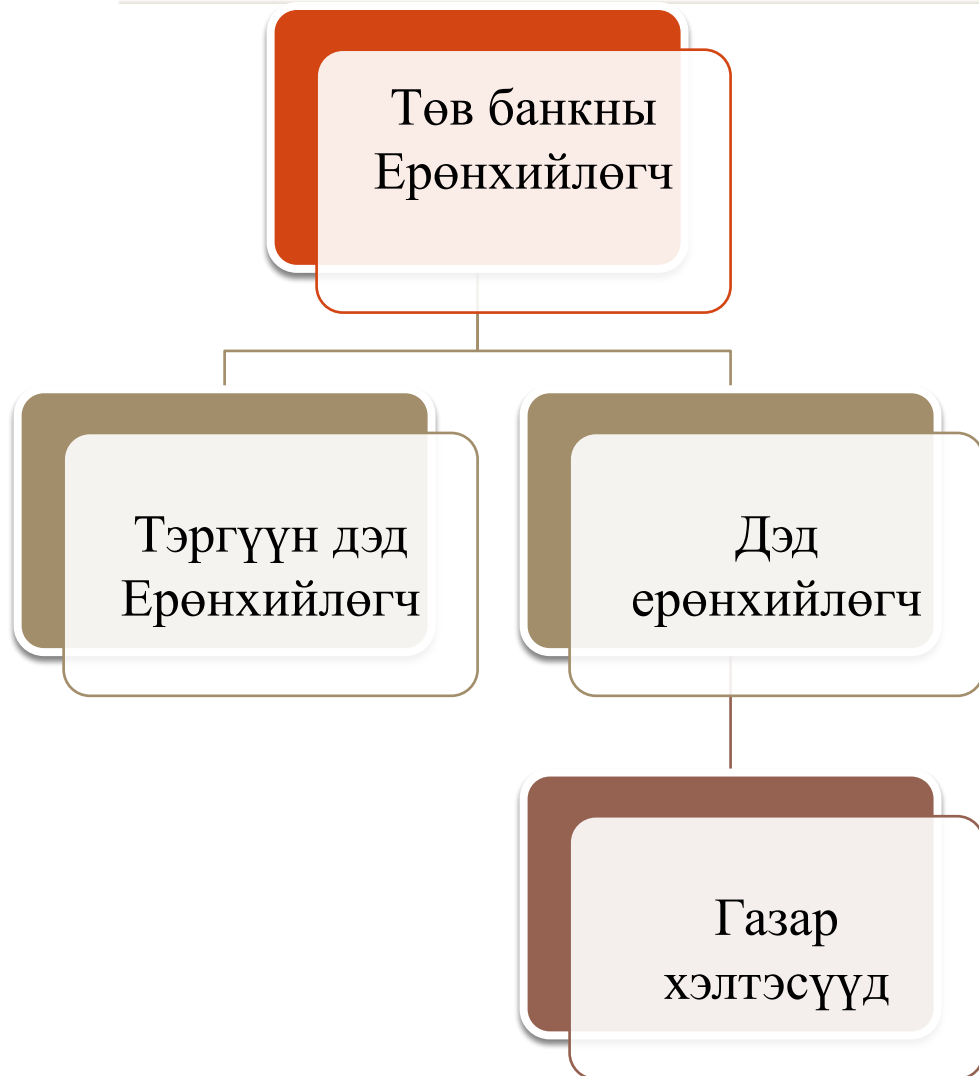 Төв банкны
Ерөнхийлөгч
Тэргүүн дэд
Ерөнхийлөгч
Дэд
ерөнхийлөгч
Газар
хэлтэсүүд